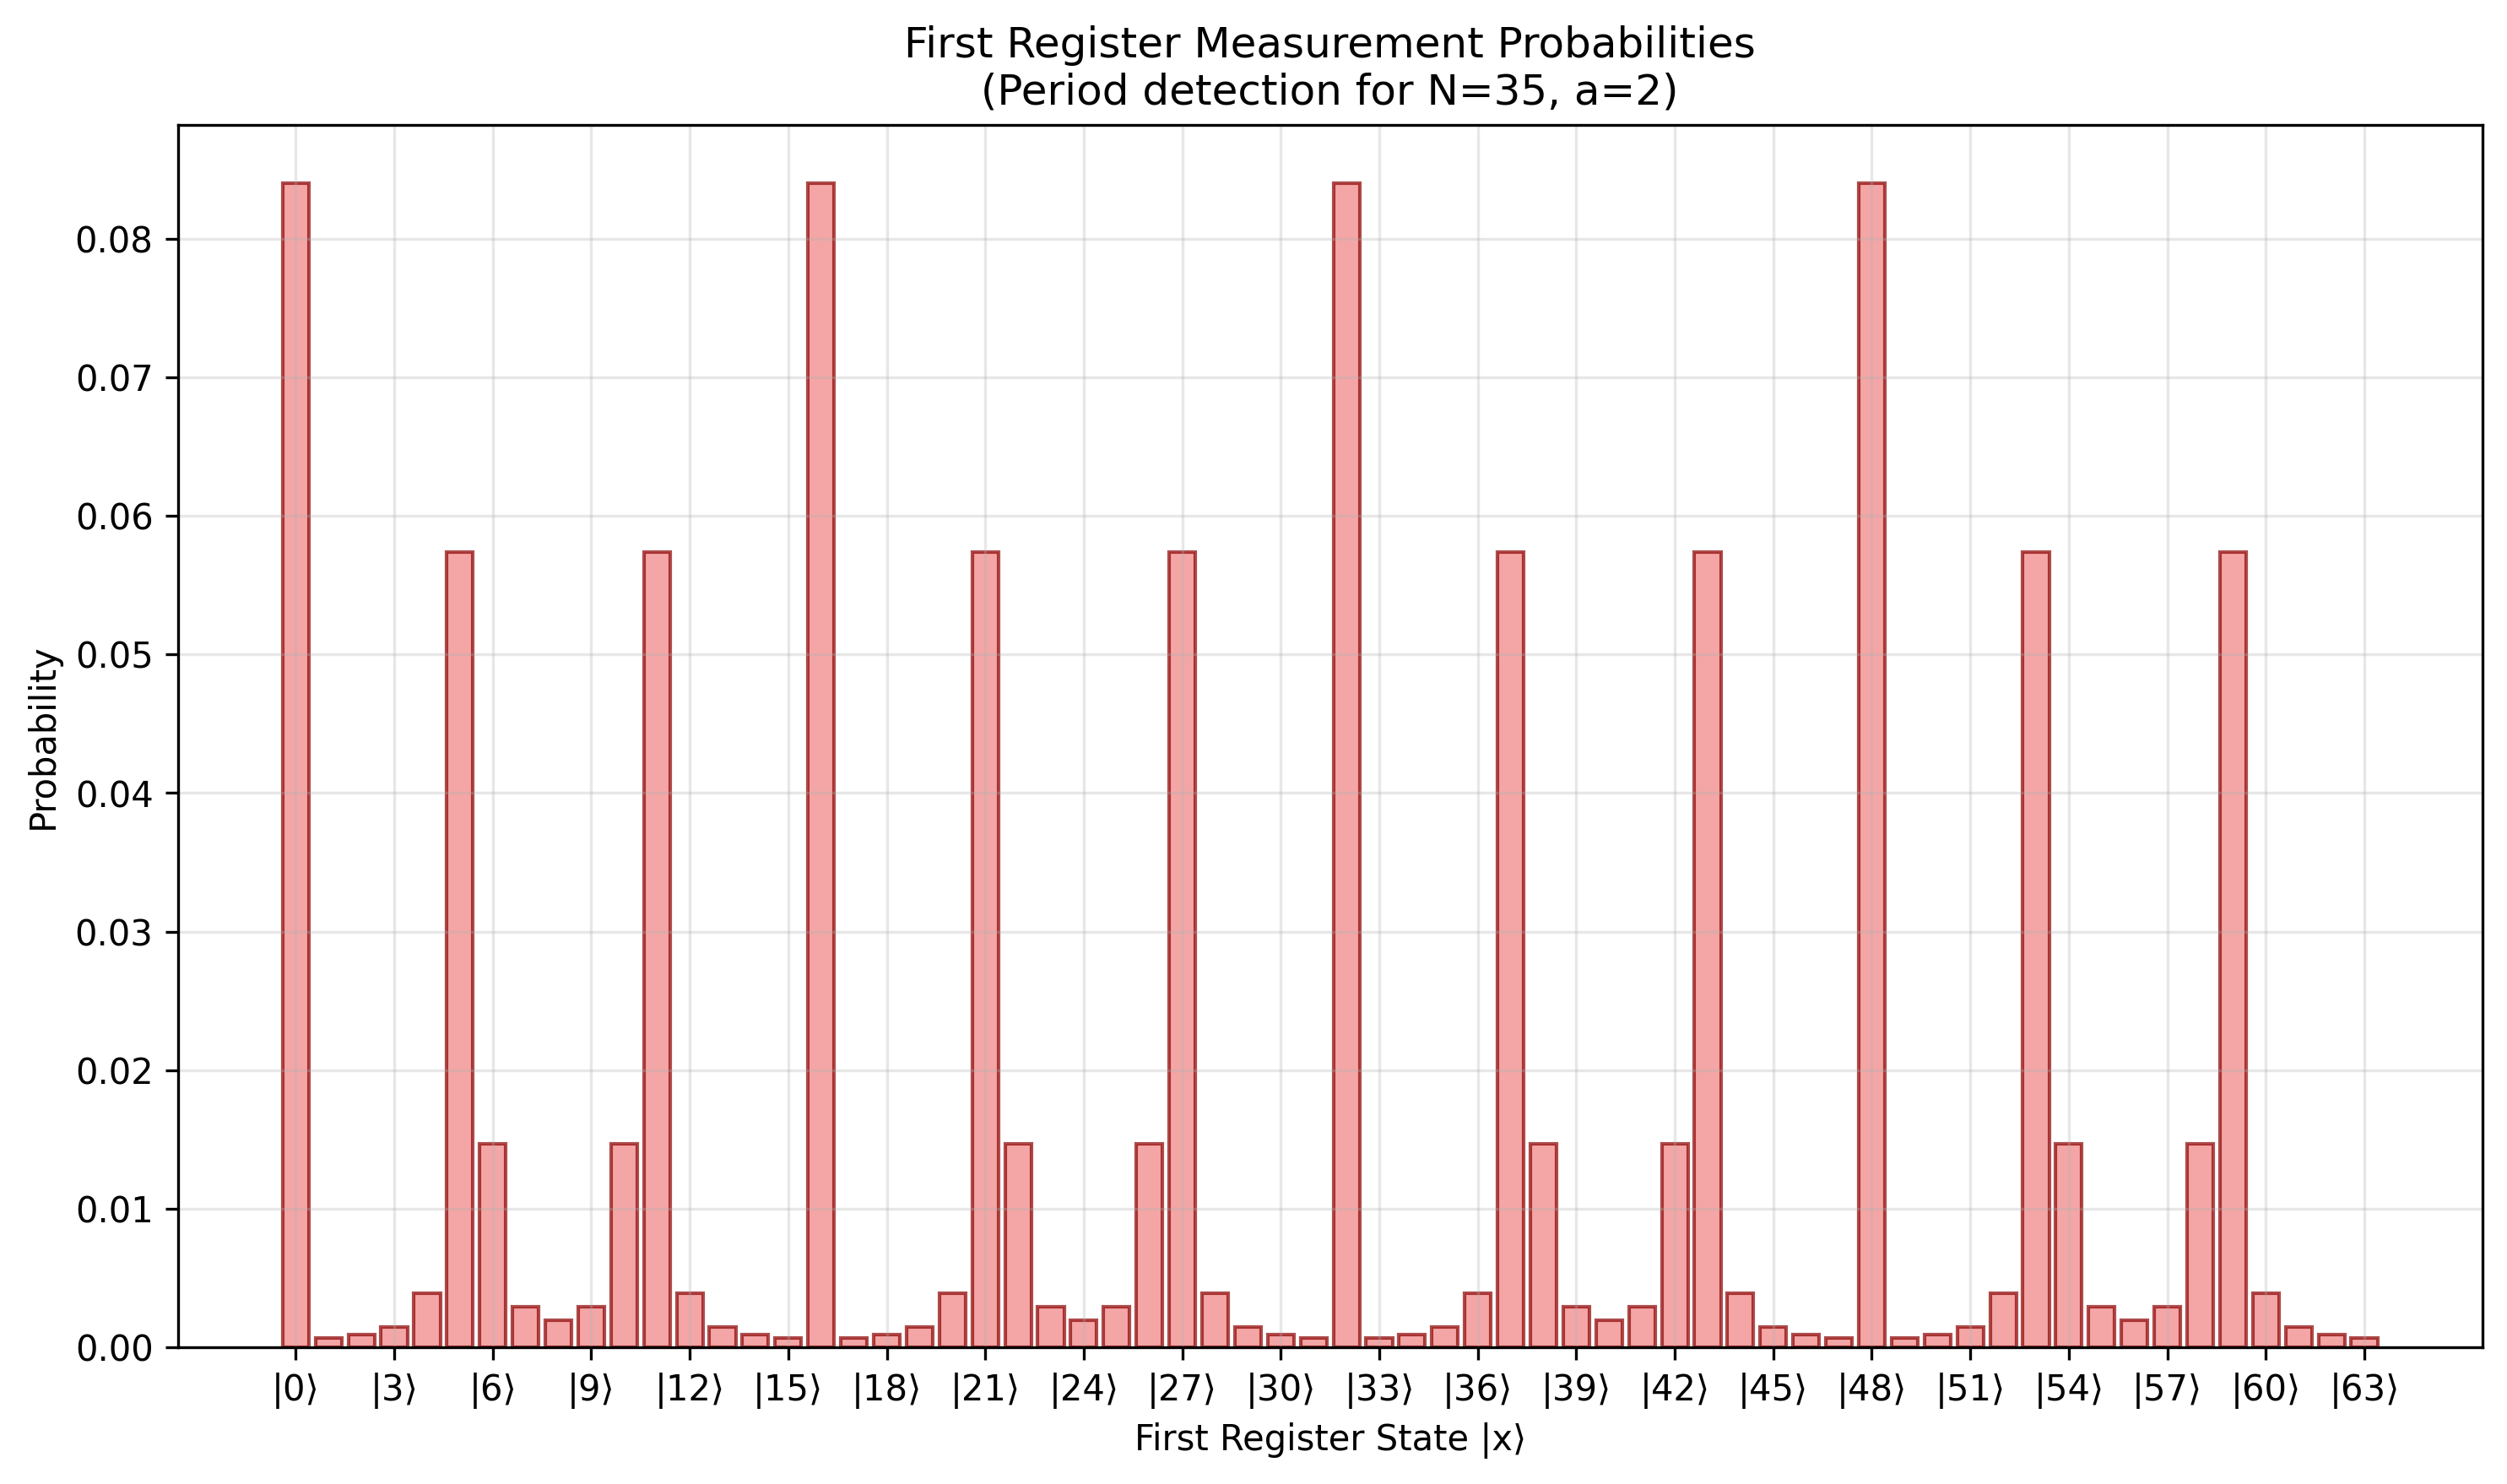 First Register Measurement Probabilities
(Period detection for N=35, a=2)
Probability
0.08
0.07
0.06
0.05
0.04
0.03
0.02
0.01
0.00
|0⟩ |3⟩ |6⟩ |9⟩ |12⟩ |15⟩ |18⟩ |21⟩ |24⟩ |27⟩ |30⟩ |33⟩ |36⟩ |39⟩ |42⟩ |45⟩ |48⟩ |51⟩ |54⟩ |57⟩ |60⟩ |63⟩
First Register State |x⟩